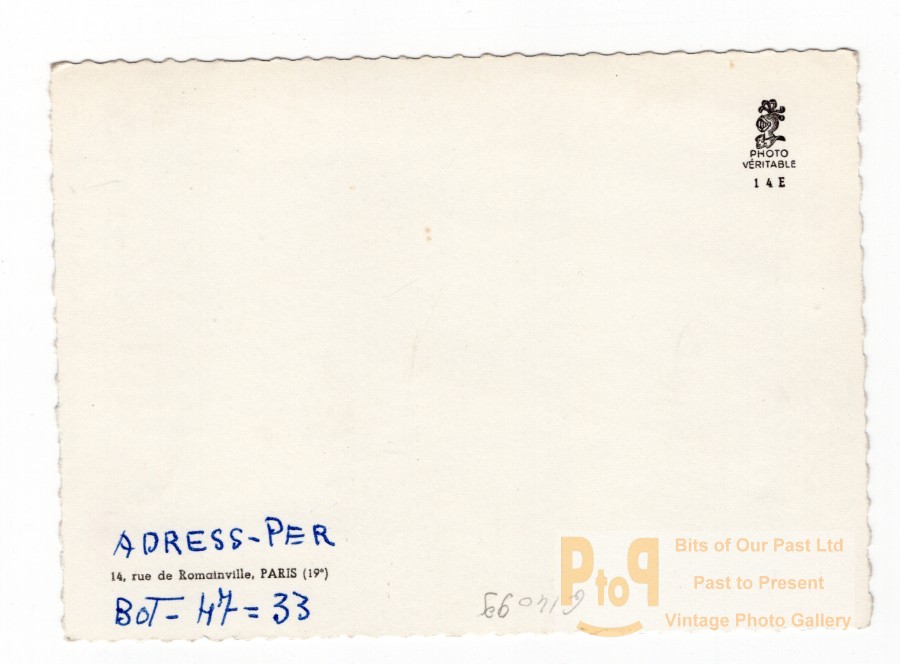 PHOTO
VÉRITABLE
14E
ADRESS-PER
14, rue de Romainville, PARIS (19e)
BOT - 47 = 33
PtoP
Bits of Our Past Ltd
Past to Present
Vintage Photo Gallery